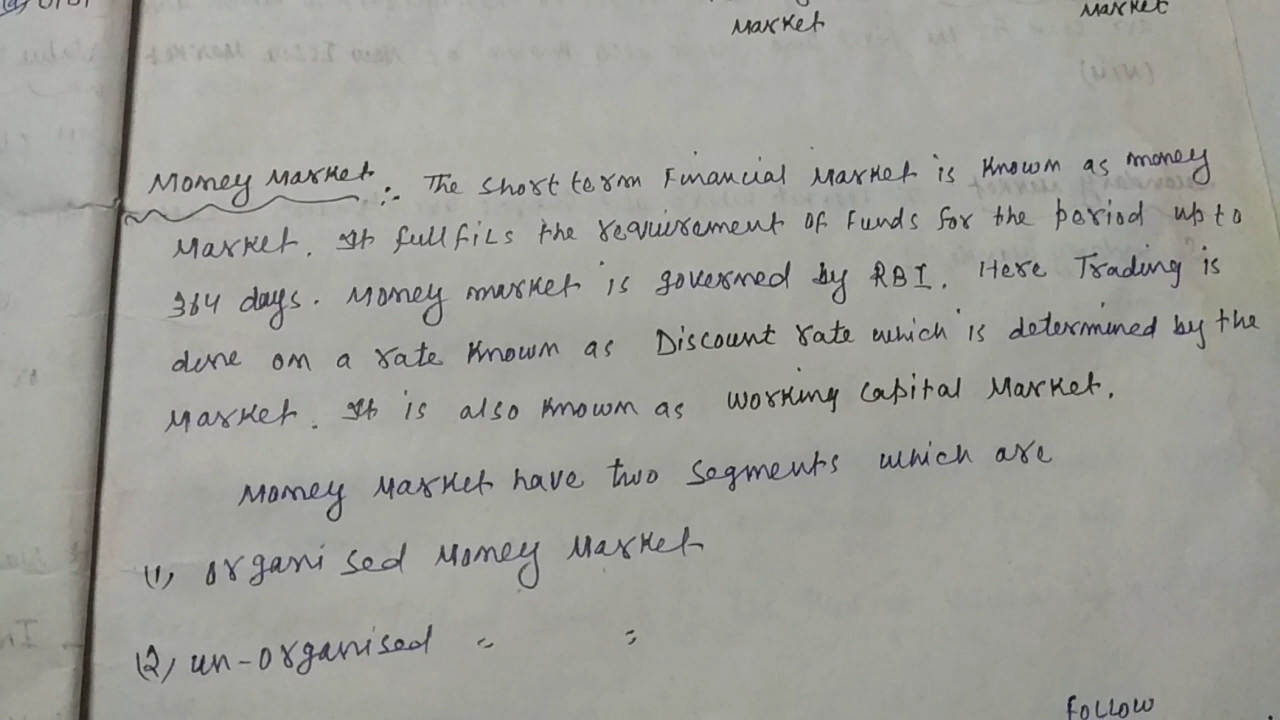 Market
Market
Money Market :- The short term Financial Market is Known as money
Market. It fullfils the requirement of Funds for the period upto
364 days. Money market is governed by RBI. Here Trading is
done on a rate Known as Discount rate which is determined by the
Market. It is also Known as working Capital Market.
Money Market have two Segments which are
(1) organised Money Market
(2) un-organised " "
Follow